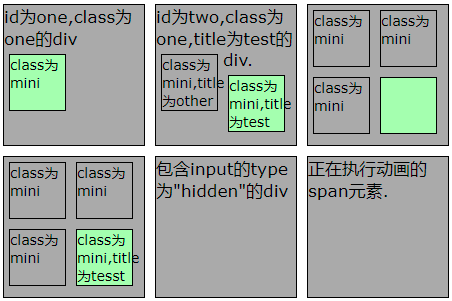 id为one,class为
one的div
class为
mini
id为two,class为
one,title为test的
div.
class为
mini,title
为other
class为
mini,title
为test
class为
mini
class为
mini
class为
mini
class为
mini
class为
mini
class为
mini
class为
mini,title
为tesst
包含input的type
为"hidden"的div
正在执行动画的
span元素.